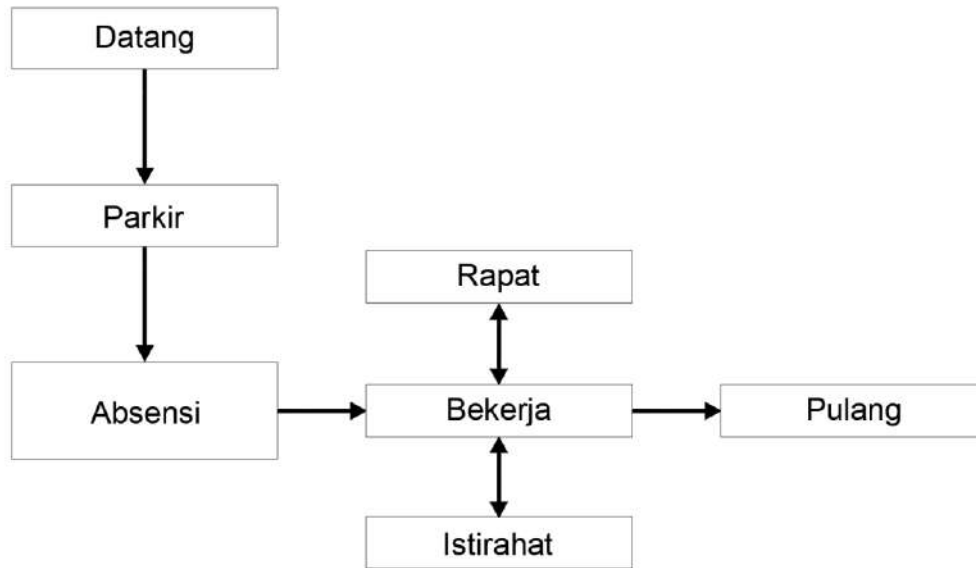 Datang
Parkir
Rapat
Absensi
Bekerja
Pulang
Istirahat